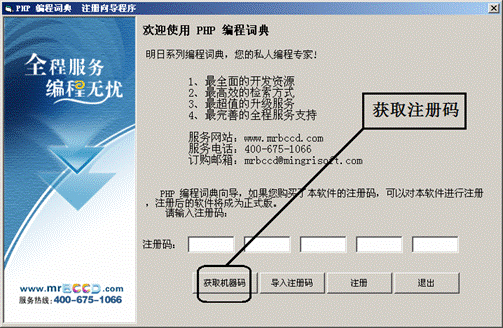 PHP 编程词典 注册向导程序
全程服务
编程无忧
www.mrBCCD.com
服务热线:400-675-1066
欢迎使用 PHP 编程词典
明日系列编程词典,您的私人编程专家!
1、最全面的开发资源
2、最高效的检索方式
3、最超值的升级服务
4、最完善的全程服务支持
服务网站:www.mrbccd.com
服务电话:400-675-1066
订购邮箱:mrbccd@mingrisoft.com
获取注册码
PHP 编程词典向导,如果您购买了本软件的注册码,可以对本软件进行注册
,注册后的软件将成为正式版。
请输入注册码:
注册码:
获取机器码 导入注册码 注册 退出